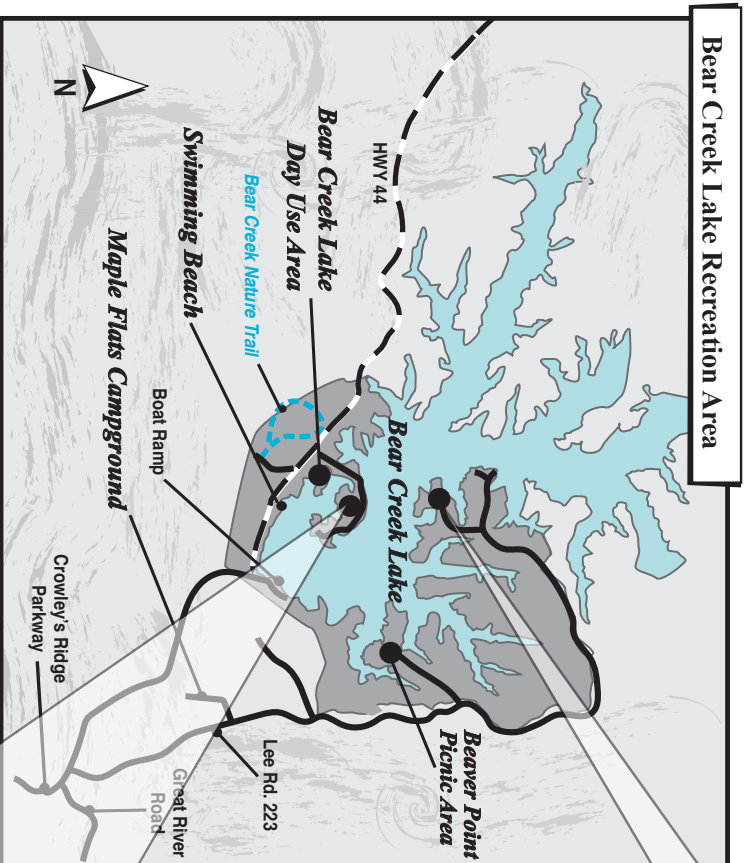 Bear Creek Lake Recreation Area
HWY 44
Bear Creek Lake
Beaver Point
Picnic Area
Bear Creek Lake
Day Use Area
Bear Creek Nature Trail
Swimming Beach
Maple Flats Campground
Boat Ramp
Lee Rd. 223
Great River
Road
Crowley's Ridge
Parkway
N